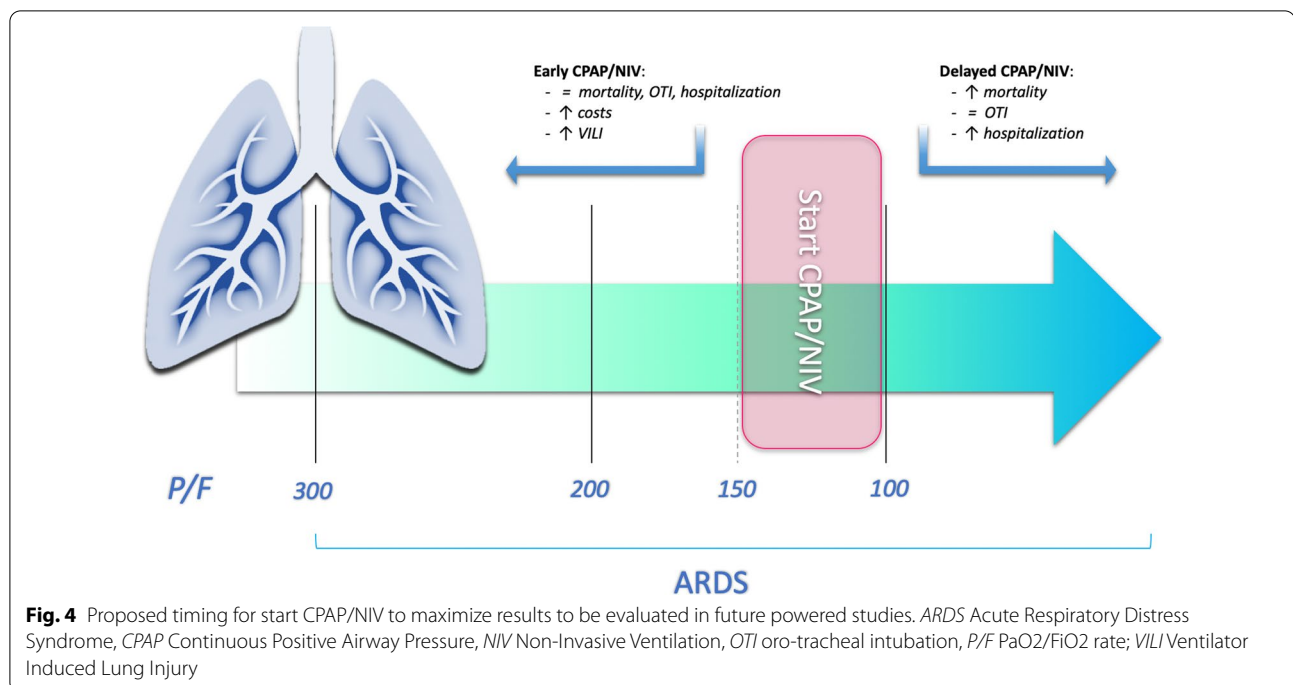 Early CPAP/NIV:
- = mortality, OTI, hospitalization
- ↑ costs
- ↑ VILI
Delayed CPAP/NIV:
- ↑ mortality
- = OTI
- ↑ hospitalization
Start CPAP/NIV
P/F 300 200 150 100
ARDS
Fig. 4 Proposed timing for start CPAP/NIV to maximize results to be evaluated in future powered studies. ARDS Acute Respiratory Distress
Syndrome, CPAP Continuous Positive Airway Pressure, NIV Non-Invasive Ventilation, OTI oro-tracheal intubation, P/F PaO2/FiO2 rate; VILI Ventilator
Induced Lung Injury